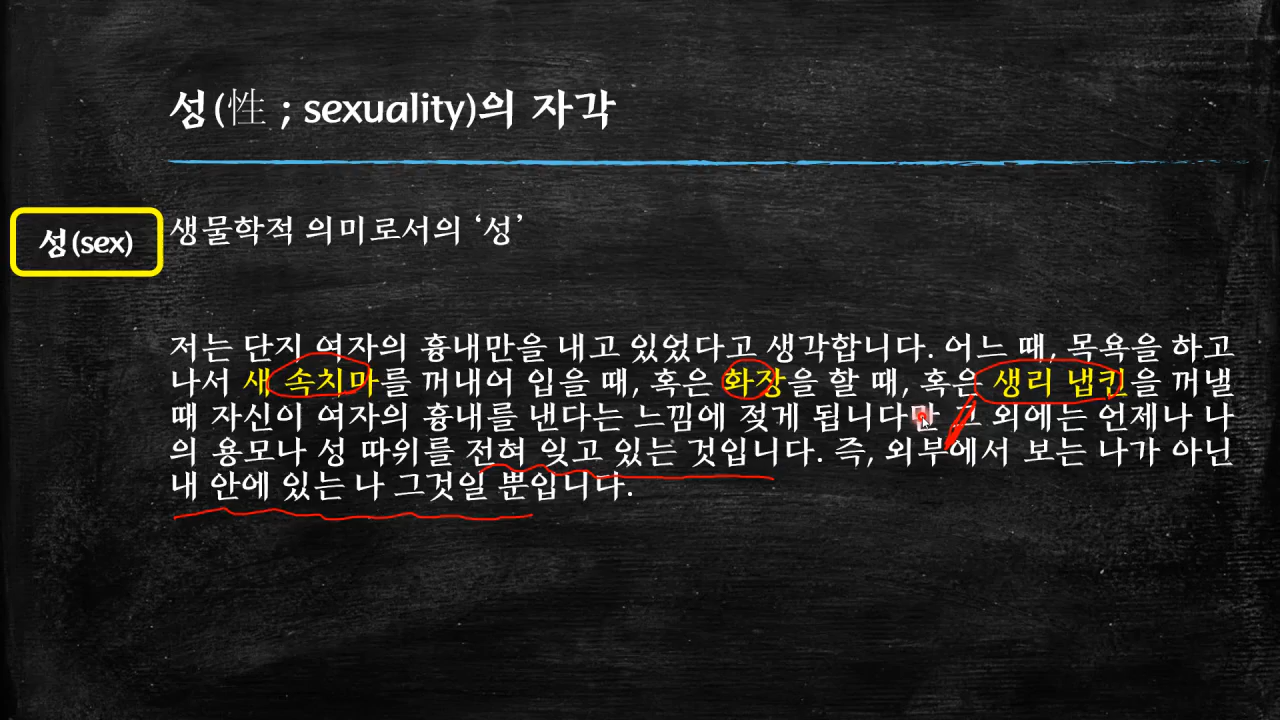 성(性 ; sexuality)의 자각
성(sex)
생물학적 의미로서의 ‘성’
저는 단지 여자의 흉내만을 내고 있었다고 생각합니다. 어느 때, 목욕을 하고
나서 새 속치마를 꺼내어 입을 때, 혹은 화장을 할 때, 혹은 생리 냅킨을 꺼낼
때 자신이 여자의 흉내를 낸다는 느낌에 젖게 됩니다만 그 외에는 언제나 나
의 용모나 성 따위를 전혀 잊고 있는 것입니다. 즉, 외부에서 보는 나가 아닌
내 안에 있는 나 그것일 뿐입니다.